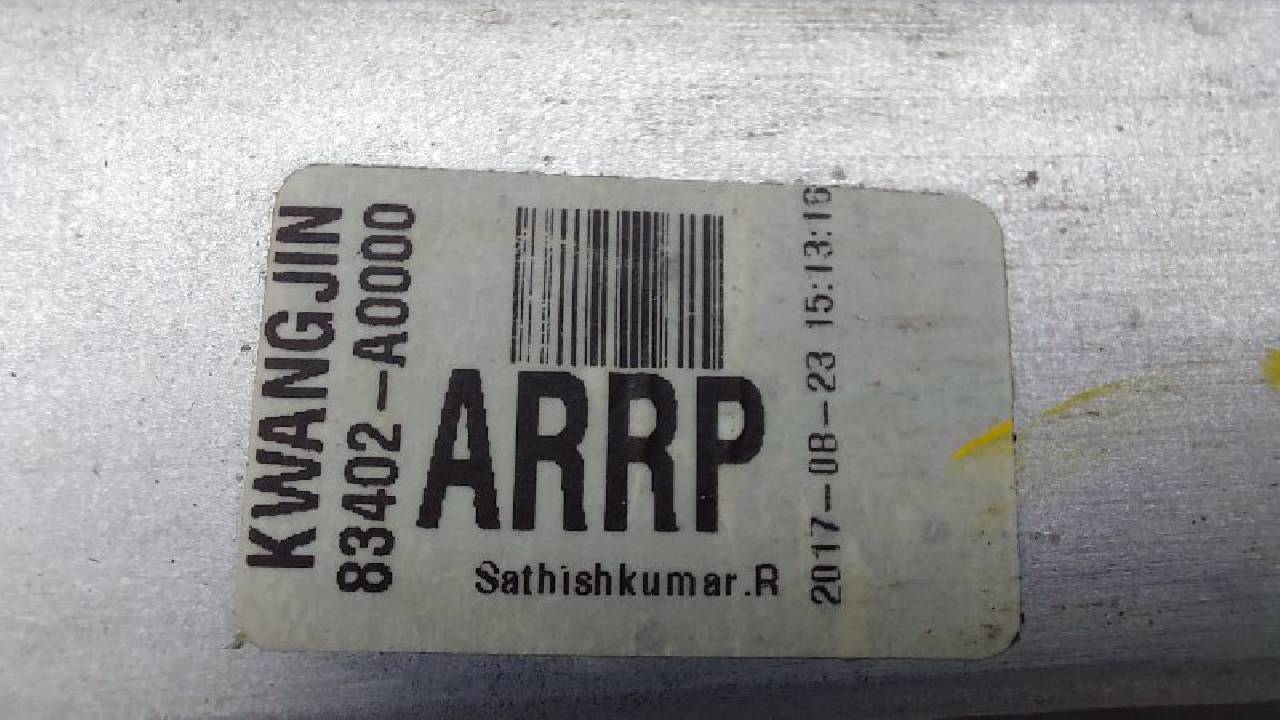 KWANGJIN
83402-A0000
ARRP
Sathishkumar.R
2017-08-23 15:13:16